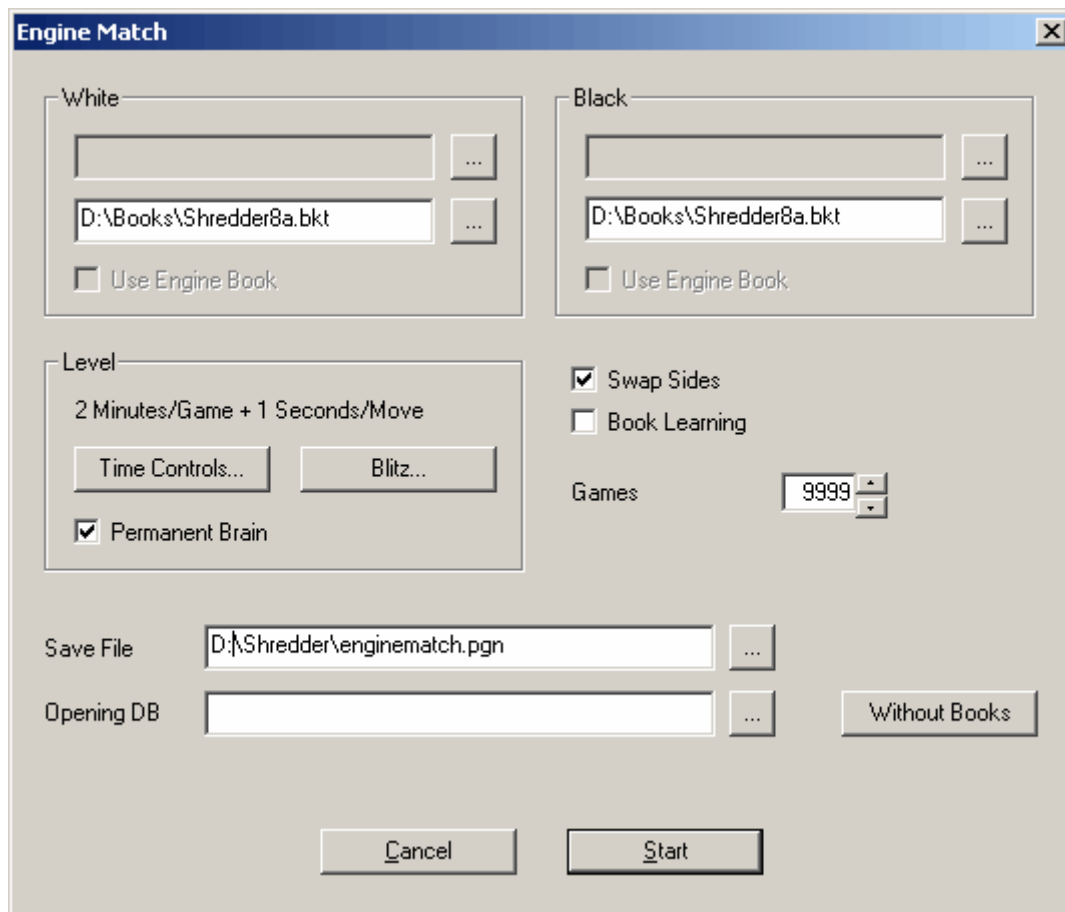 Engine Match
White
...
D:\Books\Shredder8a.bkt
...
Use Engine Book
Black
...
D:\Books\Shredder8a.bkt
...
Use Engine Book
Level
2 Minutes/Game + 1 Seconds/Move
Time Controls...
Blitz...
Permanent Brain
Swap Sides
Book Learning
Games
9999
Save File
D:\Shredder\enginematch.pgn
...
Opening DB
...
Without Books
Cancel
Start